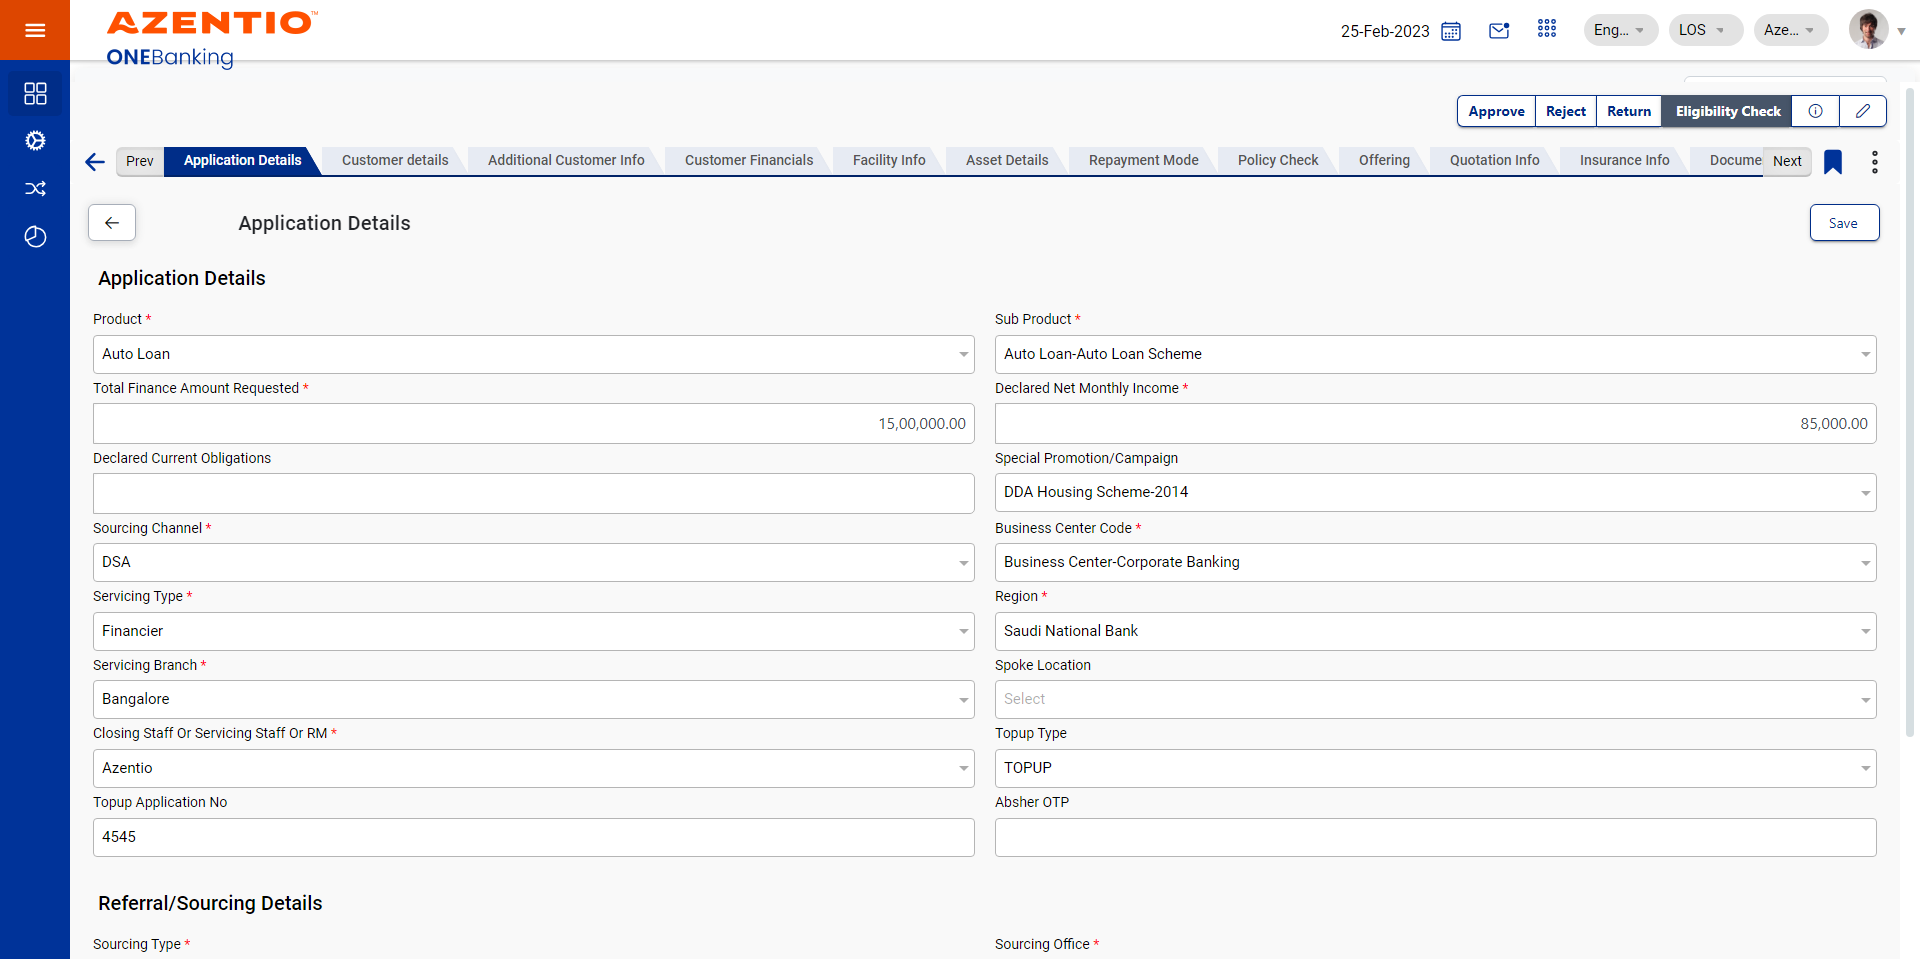 AZENTIO™
ONEBanking
25-Feb-2023
Eng...
LOS
Aze...
Approve
Reject
Return
Eligibility Check
Prev
Application Details
Customer details
Additional Customer Info
Customer Financials
Facility Info
Asset Details
Repayment Mode
Policy Check
Offering
Quotation Info
Insurance Info
Docume
Next
Application Details
Save
Application Details
Product *
Sub Product *
Auto Loan
Auto Loan-Auto Loan Scheme
Total Finance Amount Requested *
Declared Net Monthly Income *
15,00,000.00
85,000.00
Declared Current Obligations
Special Promotion/Campaign
DDA Housing Scheme-2014
Sourcing Channel *
Business Center Code *
DSA
Business Center-Corporate Banking
Servicing Type *
Region *
Financier
Saudi National Bank
Servicing Branch *
Spoke Location
Bangalore
Select
Closing Staff Or Servicing Staff Or RM *
Topup Type
Azentio
TOPUP
Topup Application No
Absher OTP
4545
Referral/Sourcing Details
Sourcing Type *
Sourcing Office *